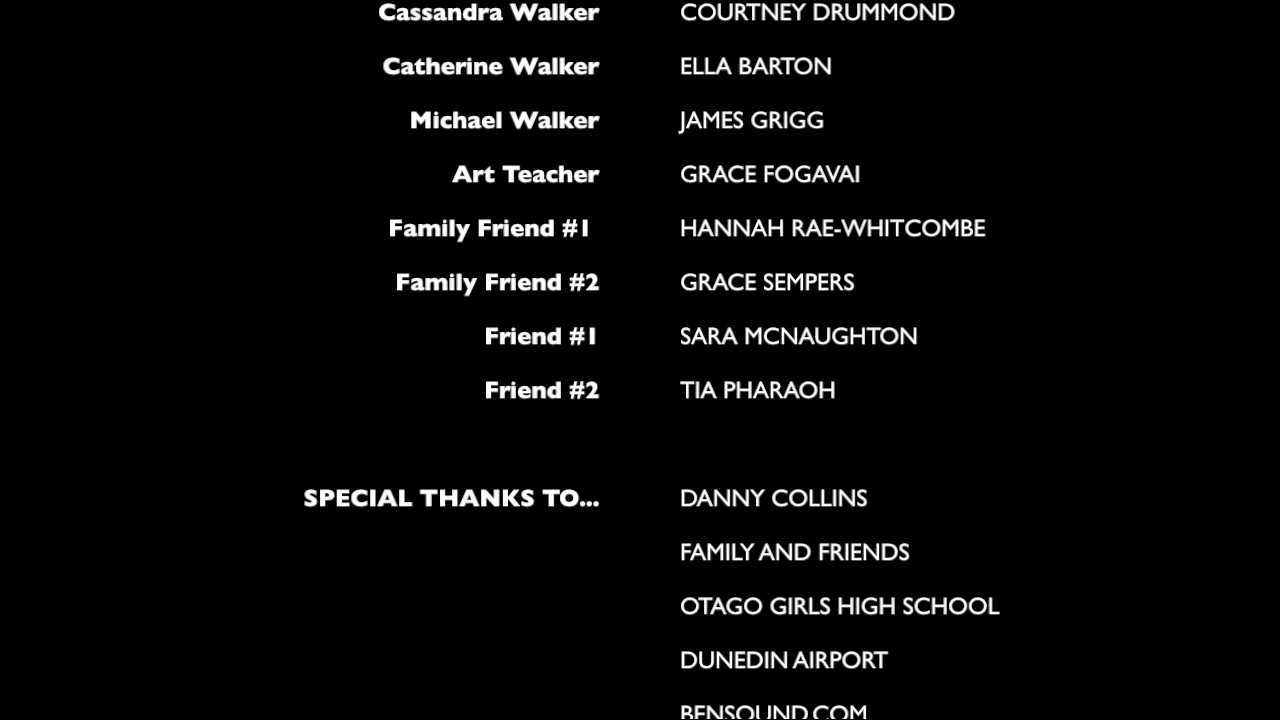 Cassandra Walker COURTNEY DRUMMOND
Catherine Walker ELLA BARTON
Michael Walker JAMES GRIGG
Art Teacher GRACE FOGAVAI
Family Friend #1 HANNAH RAE-WHITCOMBE
Family Friend #2 GRACE SEMPERS
Friend #1 SARA MCNAUGHTON
Friend #2 TIA PHARAOH
SPECIAL THANKS TO... DANNY COLLINS
FAMILY AND FRIENDS
OTAGO GIRLS HIGH SCHOOL
DUNEDIN AIRPORT
BENSOUND.COM